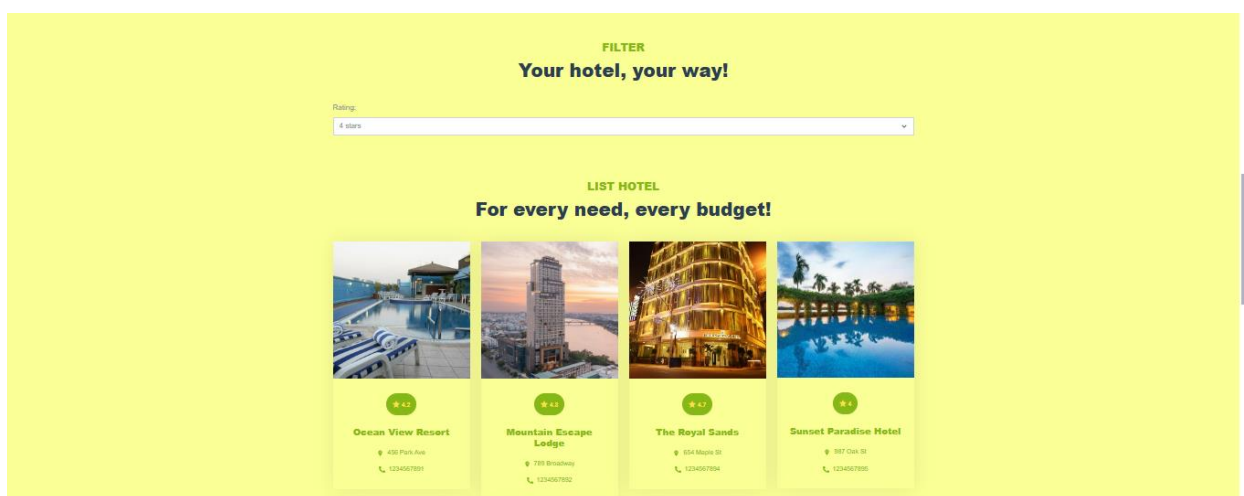 FILTER
Your hotel, your way!
Rating:
4 stars
LIST HOTEL
For every need, every budget!
4.2
4.3
4.7
4
Ocean View Resort
Mountain Escape
Lodge
The Royal Sands
Sunset Paradise Hotel
456 Park Ave
789 Broadway
654 Maple St
987 Oak St
1234567891
1234567892
1234567894
1234567895